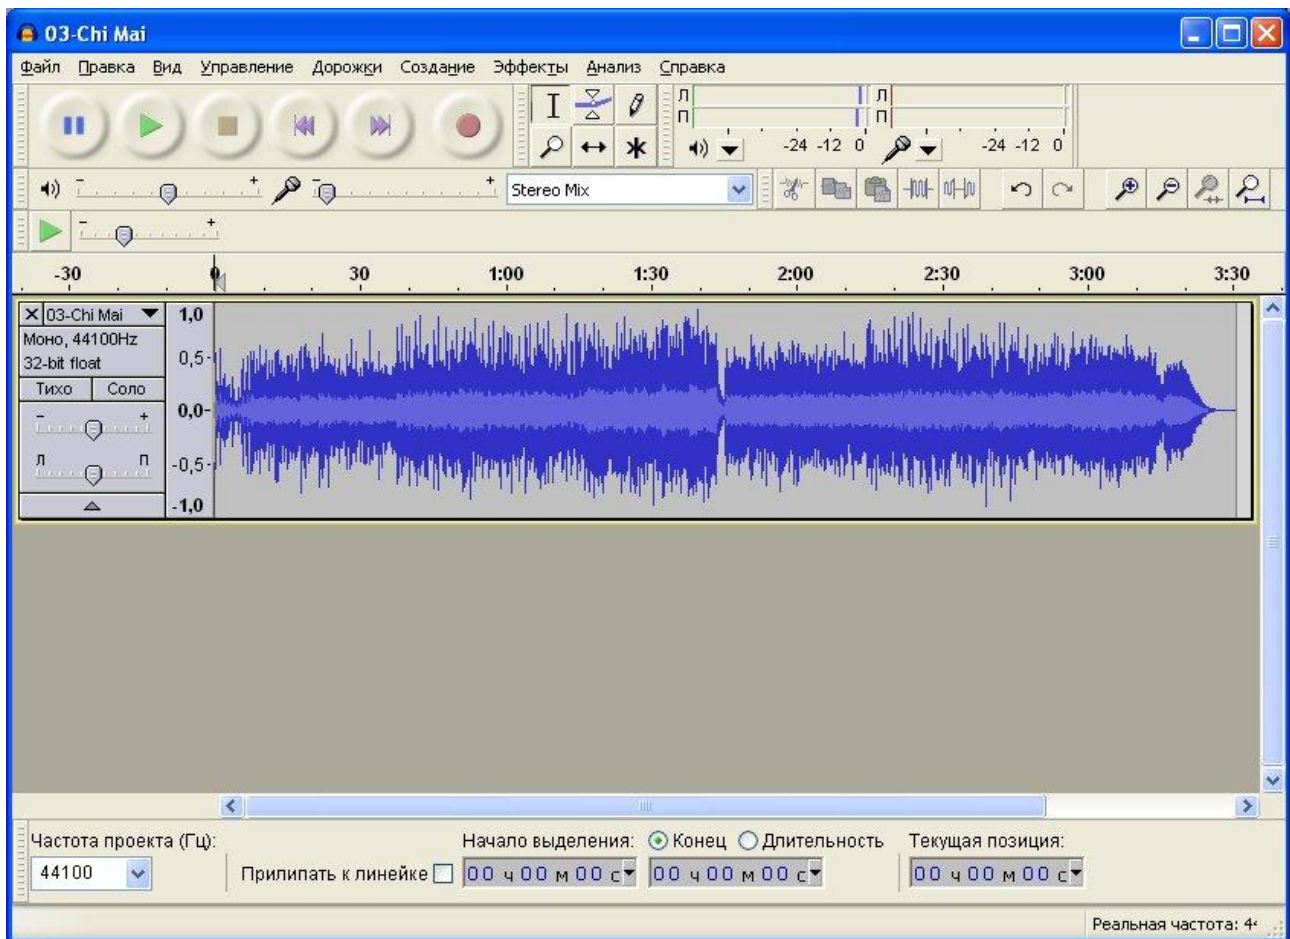 03-Chi Mai
Файл Правка Вид Управление Дорожки Создание Эффекты Анализ Справка
Л Л
П П
-24 -12 0 -24 -12 0
- + - + Stereo Mix
- +
-30 0 30 1:00 1:30 2:00 2:30 3:00 3:30
X 03-Chi Mai 1,0
Моно, 44100Hz
32-bit float 0,5-
Тихо Соло
- + 0,0-
Л П -0,5-
-1,0
Частота проекта (Гц): Начало выделения: Конец Длительность Текущая позиция:
44100 Прилипать к линейке 00 ч 00 м 00 с 00 ч 00 м 00 с 00 ч 00 м 00 с
Реальная частота: 4